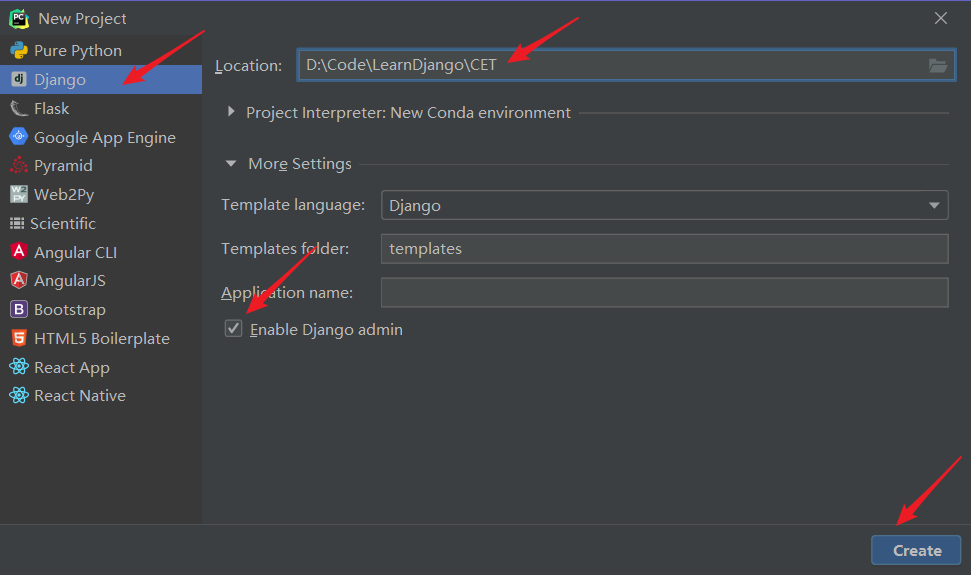 New Project
Pure Python
Django
Flask
Google App Engine
Pyramid
Web2Py
Scientific
Angular CLI
AngularJS
Bootstrap
HTML5 Boilerplate
React App
React Native
Location: D:\Code\LearnDjango\CET
Project Interpreter: New Conda environment
More Settings
Template language: Django
Templates folder: templates
Application name:
Enable Django admin
Create